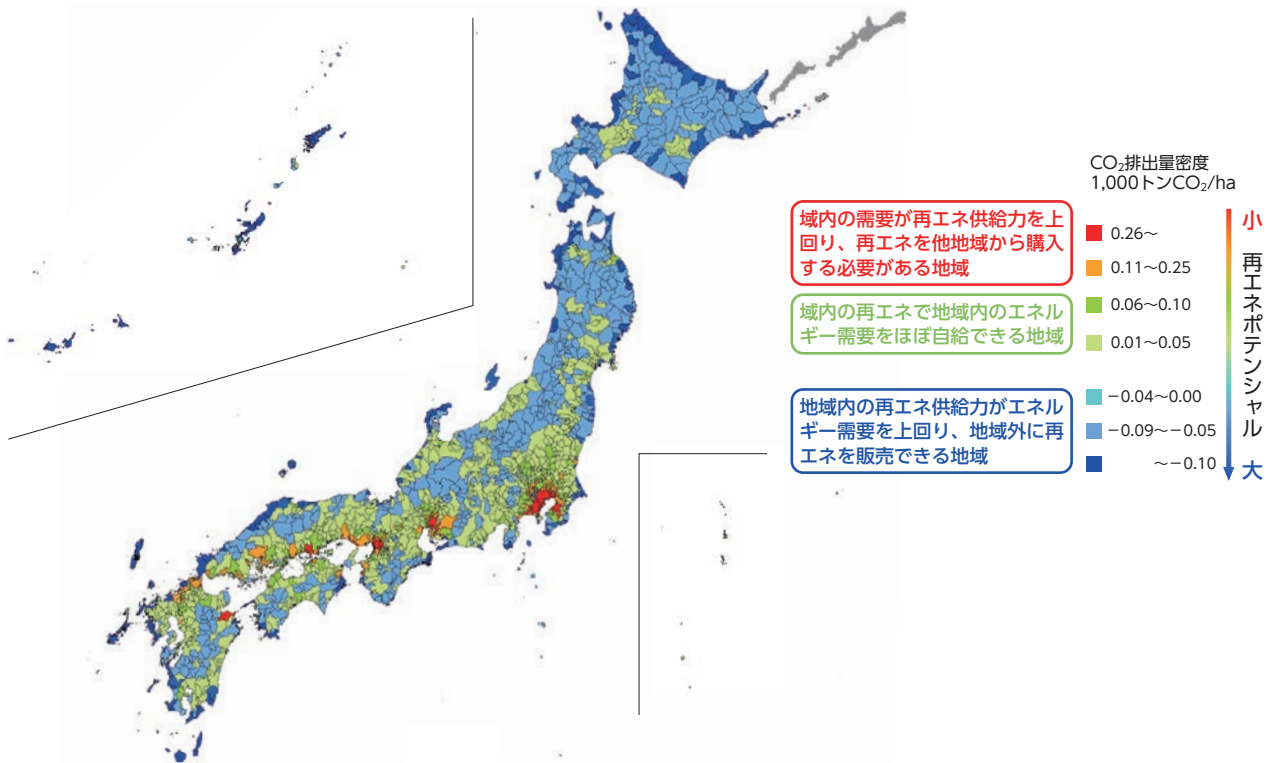 CO₂排出量密度
1,000トンCO₂/ha
域内の需要が再エネ供給力を上
回り、再エネを他地域から購入
する必要がある地域
域内の再エネで地域内のエネル
ギー需要をほぼ自給できる地域
地域内の再エネ供給力がエネル
ギー需要を上回り、地域外に再
エネを販売できる地域
0.26〜
0.11〜0.25
0.06〜0.10
0.01〜0.05
−0.04〜0.00
−0.09〜−0.05
〜−0.10
小
再エネポテンシャル
大